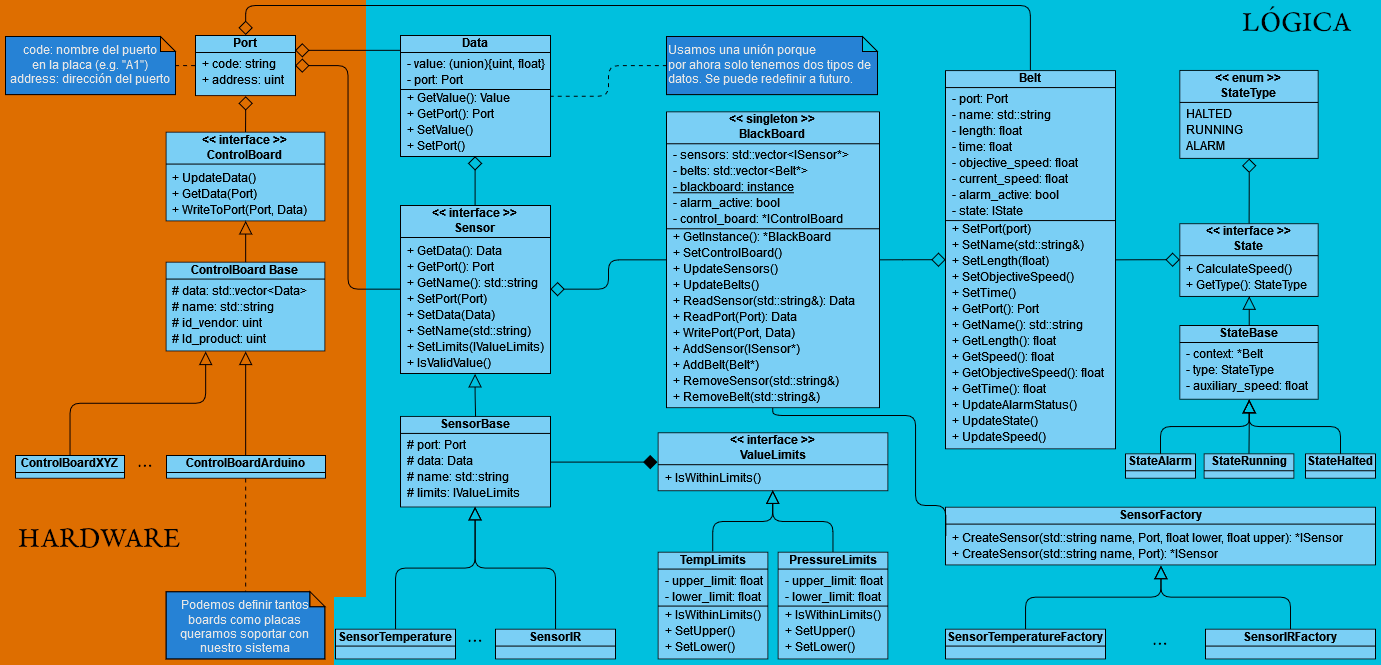 LÓGICA
HARDWARE
code: nombre del puerto
en la placa (e.g. "A1")
address: dirección del puerto
Port
+ code: string
+ address: uint
<< interface >>
ControlBoard
+ UpdateData()
+ GetData(Port)
+ WriteToPort(Port, Data)
ControlBoard Base
# data: std::vector<Data>
# name: std::string
# id_vendor: uint
# Id_product: uint
ControlBoardXYZ
...
ControlBoardArduino
Podemos definir tantos
boards como placas
queramos soportar con
nuestro sistema
Data
- value: (union){uint, float}
- port: Port
+ GetValue(): Value
+ GetPort(): Port
+ SetValue()
+ SetPort()
Usamos una unión porque
por ahora solo tenemos dos tipos de
datos. Se puede redefinir a futuro.
<< interface >>
Sensor
+ GetData(): Data
+ GetPort(): Port
+ GetName(): std::string
+ SetPort(Port)
+ SetData(Data)
+ SetName(std::string)
+ SetLimits(IValueLimits)
+ IsValidValue()
SensorBase
# port: Port
# data: Data
# name: std::string
# limits: IValueLimits
SensorTemperature
...
SensorIR
<< singleton >>
BlackBoard
- sensors: std::vector<ISensor*>
- belts: std::vector<Belt*>
- blackboard: instance
- alarm_active: bool
- control_board: *IControlBoard
+ GetInstance(): *BlackBoard
+ SetControlBoard()
+ UpdateSensors()
+ UpdateBelts()
+ ReadSensor(std::string&): Data
+ ReadPort(Port): Data
+ WritePort(Port, Data)
+ AddSensor(ISensor*)
+ AddBelt(Belt*)
+ RemoveSensor(std::string&)
+ RemoveBelt(std::string&)
<< interface >>
ValueLimits
+ IsWithinLimits()
TempLimits
- upper_limit: float
- lower_limit: float
+ IsWithinLimits()
+ SetUpper()
+ SetLower()
PressureLimits
- upper_limit: float
- lower_limit: float
+ IsWithinLimits()
+ SetUpper()
+ SetLower()
Belt
- port: Port
- name: std::string
- length: float
- time: float
- objective_speed: float
- current_speed: float
- alarm_active: bool
- state: IState
+ SetPort(port)
+ SetName(std::string&)
+ SetLength(float)
+ SetObjectiveSpeed()
+ SetTime()
+ GetPort(): Port
+ GetName(): std::string
+ GetLength(): float
+ GetSpeed(): float
+ GetObjectiveSpeed(): float
+ GetTime(): float
+ UpdateAlarmStatus()
+ UpdateState()
+ UpdateSpeed()
<< enum >>
StateType
HALTED
RUNNING
ALARM
<< interface >>
State
+ CalculateSpeed()
+ GetType(): StateType
StateBase
- context: *Belt
- type: StateType
- auxiliary_speed: float
StateAlarm
StateRunning
StateHalted
SensorFactory
+ CreateSensor(std::string name, Port, float lower, float upper): *ISensor
+ CreateSensor(std::string name, Port): *ISensor
SensorTemperatureFactory
...
SensorIRFactory